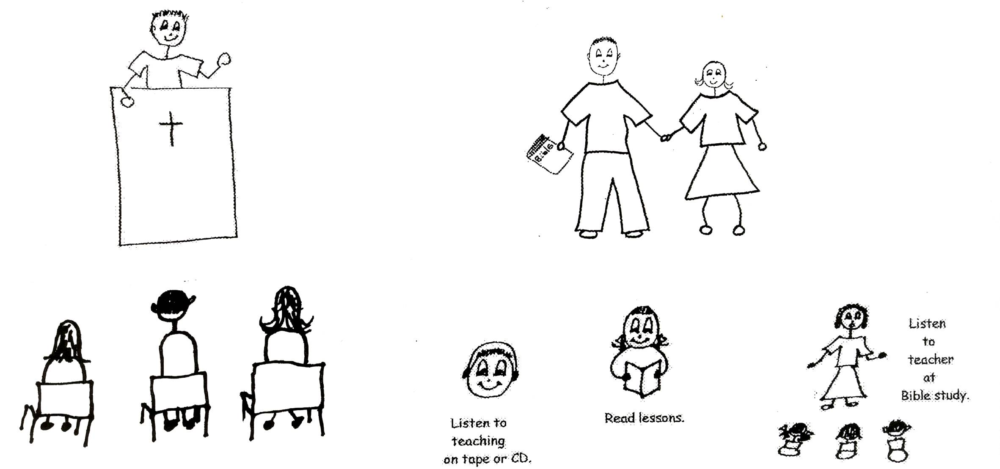 Bible
Listen to
teaching
on tape or CD.
Read lessons.
Listen
to
teacher
at
Bible study.